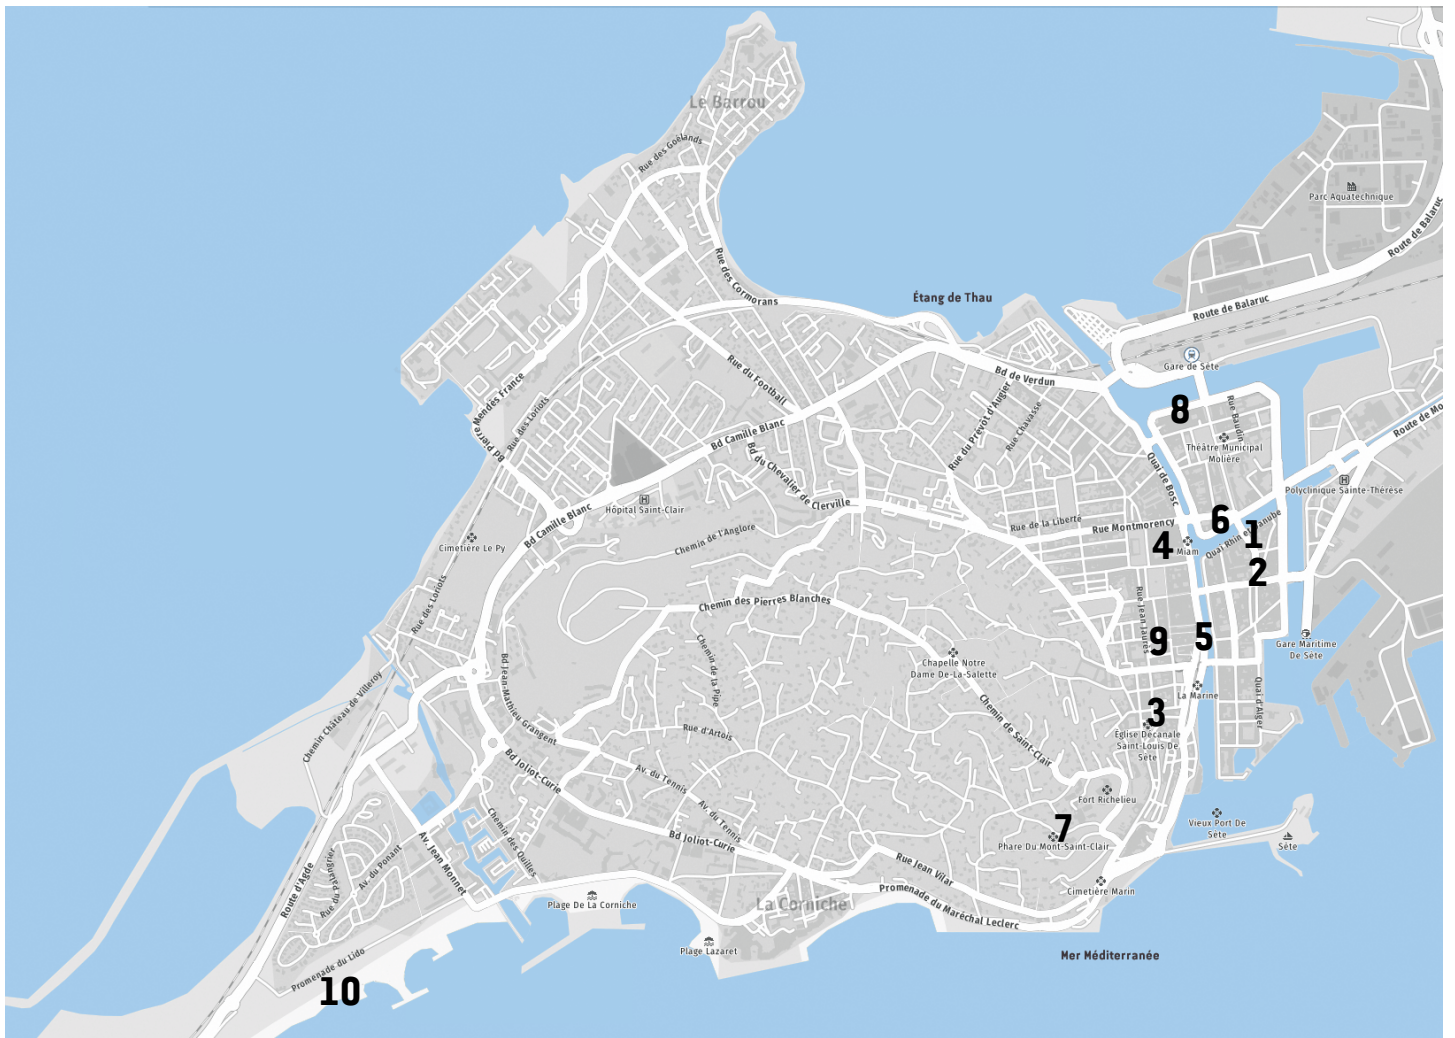 Le Barrou
Rue des Goëlands
Parc Aquatechnique
Route de Balaruc
Rue des Cormorans
Étang de Thau
Route de Balaruc
Gare de Sète
Bd de Verdun
Rue du Football
Bd Pierre Mendès France
Rue des Loriots
Rue du Prévôt d'Augier
Rue Chavasse
8
Rue Baudin
Théâtre Municipal
Molière
Bd Camille Blanc
Bd du Chevalier de Clerville
Quai de Bosc
Polyclinique Sainte-Thérèse
Route de Mo
Hôpital Saint-Clair
Bd Camille Blanc
Rue de la Liberté
Rue Montmorency
6
1
Quai Rhin et Danube
Cimetière Le Py
Chemin de l'Anglore
4
Miam
2
Rue des Loriots
Chemin des Pierres Blanches
Rue Jean Jaurès
9
5
Gare Maritime
De Sète
Chemin de la Pipe
Chapelle Notre
Dame De-La-Salette
La Marine
Quai d'Alger
Chemin Château de Villeroy
Bd Jean-Mathieu Grangent
Chemin de Saint-Clair
3
Église Décanale
Saint-Louis De
Sète
Rue d'Artois
Bd Joliot-Curie
Av. du Tennis
Av. du Tennis
Fort Richelieu
7
Phare Du Mont-Saint-Clair
Vieux Port De
Sète
Sète
Chemin des Quilles
Bd Joliot-Curie
Av. Jean Monnet
Rue Jean Vilar
Route d'Agde
Av. du Ponant
Plage De La Corniche
La Corniche
Promenade du Maréchal Leclerc
Cimetière Marin
Plage Lazaret
Mer Méditerranée
Promenade du Lido
10